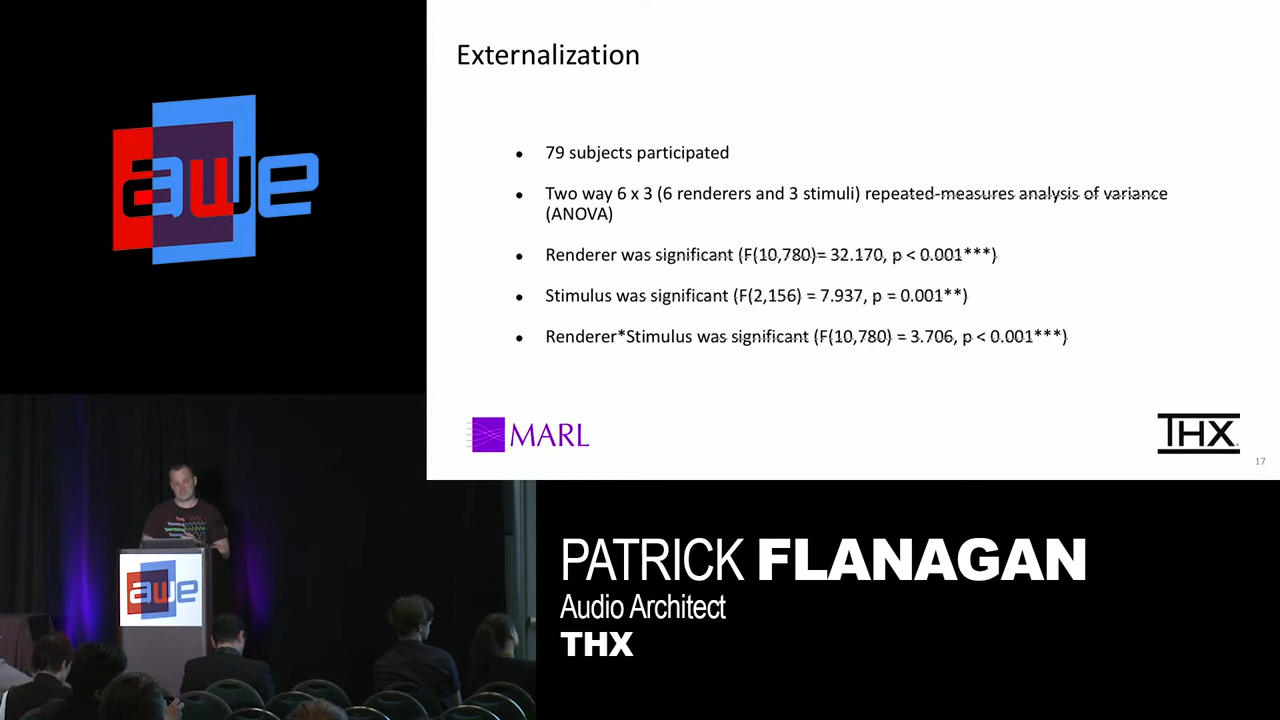 awe
Externalization
● 79 subjects participated
● Two way 6 x 3 (6 renderers and 3 stimuli) repeated-measures analysis of variance
(ANOVA)
● Renderer was significant (F(10,780)= 32.170, p < 0.001***)
● Stimulus was significant (F(2,156) = 7.937, p = 0.001**)
● Renderer*Stimulus was significant (F(10,780) = 3.706, p < 0.001***)
MARL
THX
17
awe
PATRICK FLANAGAN
Audio Architect
THX